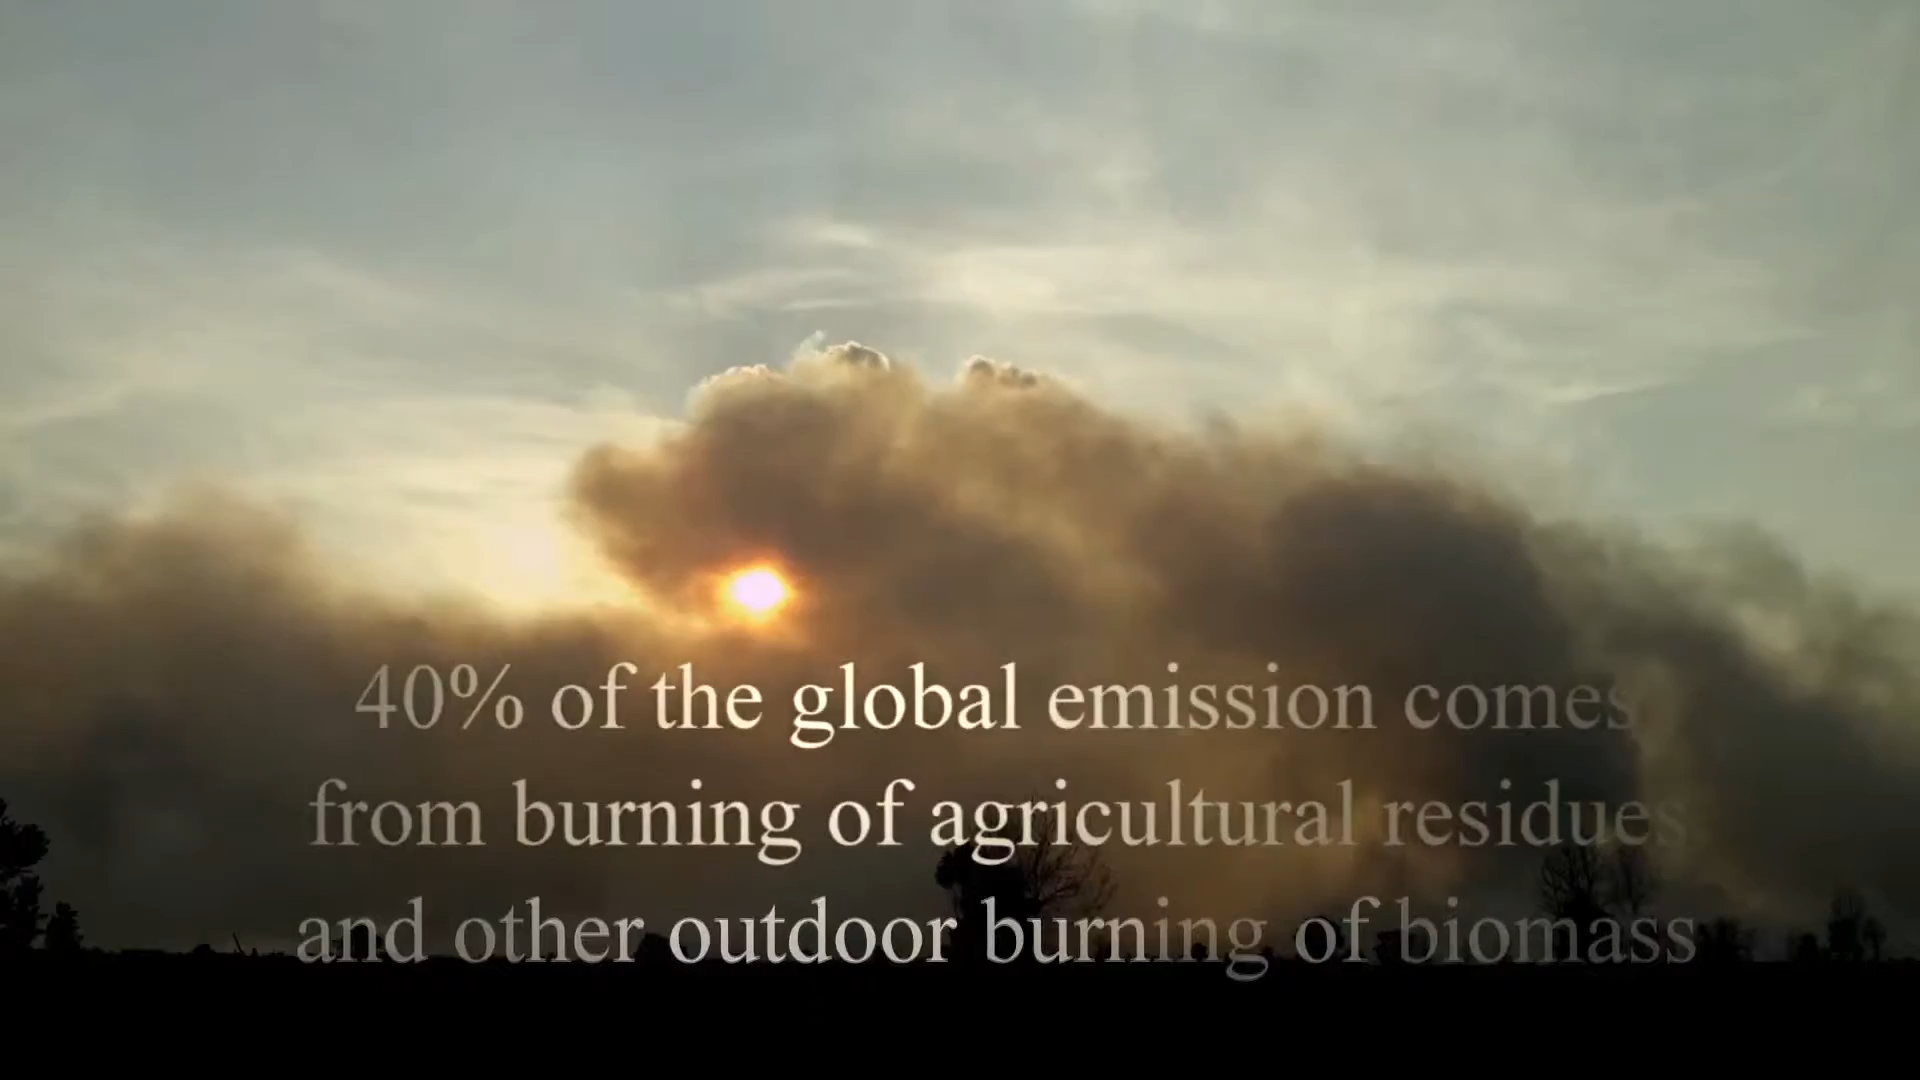 40% of the global emission comes
from burning of agricultural residues
and other outdoor burning of biomass